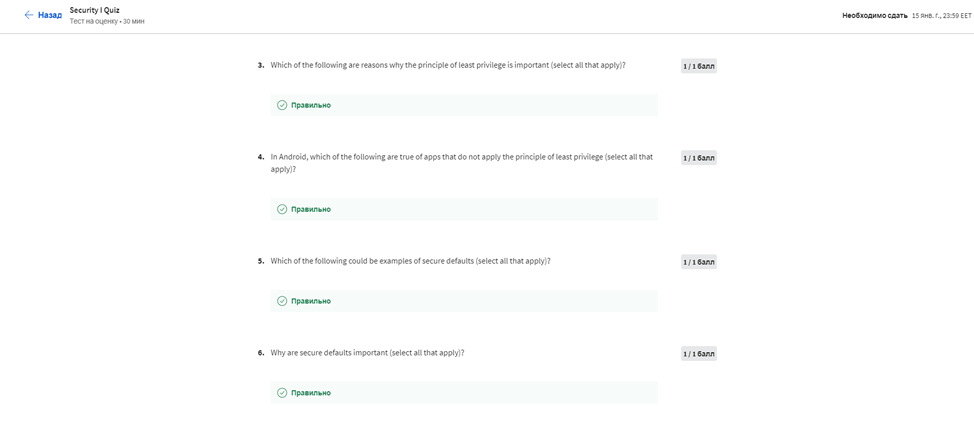 Назад
Security I Quiz
Тест на оценку • 30 мин
Необходимо сдать 15 янв. г., 23:59 EET
3. Which of the following are reasons why the principle of least privilege is important (select all that apply)?
1 / 1 балл
Правильно
4. In Android, which of the following are true of apps that do not apply the principle of least privilege (select all that
apply)?
1 / 1 балл
Правильно
5. Which of the following could be examples of secure defaults (select all that apply)?
1 / 1 балл
Правильно
6. Why are secure defaults important (select all that apply)?
1 / 1 балл
Правильно